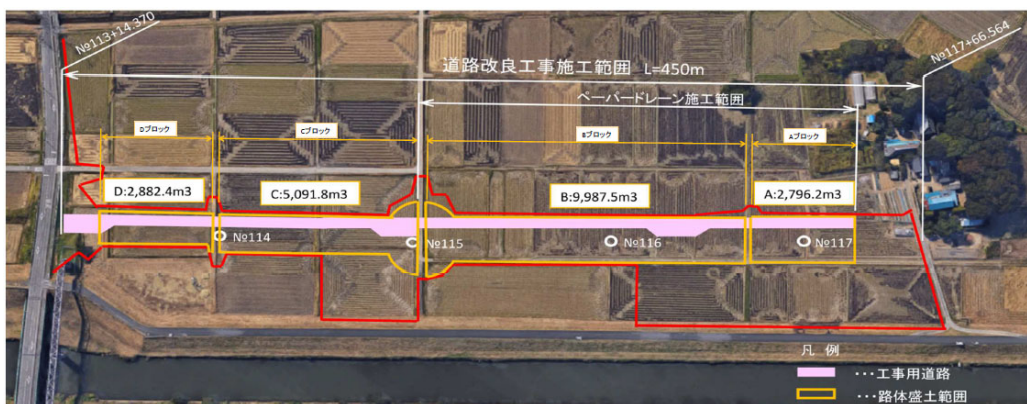 №113+14.370
№117+66.564
道路改良工事施工範囲 L=450m
ペーパードレーン施工範囲
Dブロック
Cブロック
Bブロック
Aブロック
D:2,882.4m3
C:5,091.8m3
B:9,987.5m3
A:2,796.2m3
№114
№115
№116
№117
凡 例
・・・工事用道路
・・・路体盛土範囲